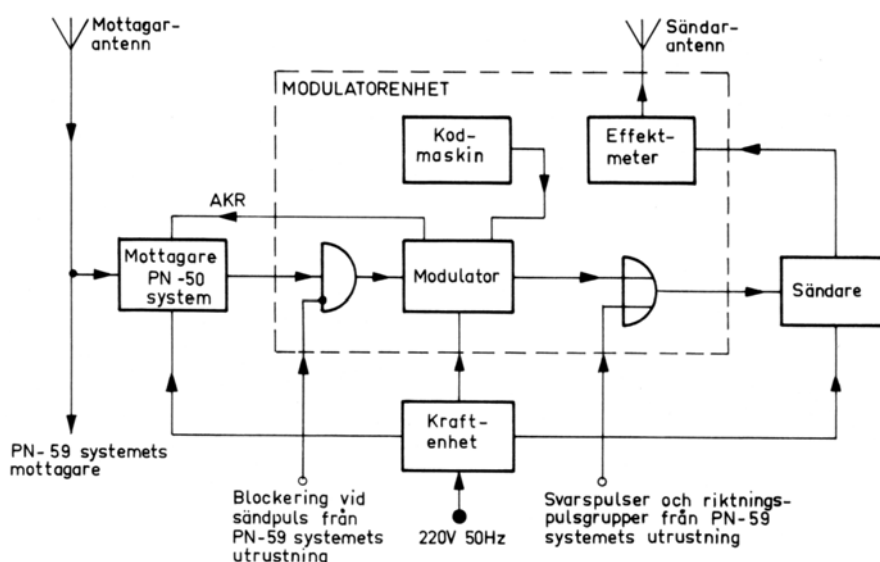 Mottagar-
antenn
Sändar-
antenn
MODULATORENHET
Kod-
maskin
Effekt-
meter
AKR
Mottagare
PN -50
system
Modulator
Sändare
Kraft-
enhet
PN- 59 systemets
mottagare
Blockering vid
sändpuls från
PN-59 systemets
utrustning
220V 50Hz
Svarspulser och riktnings-
pulsgrupper från PN-59
systemets utrustning